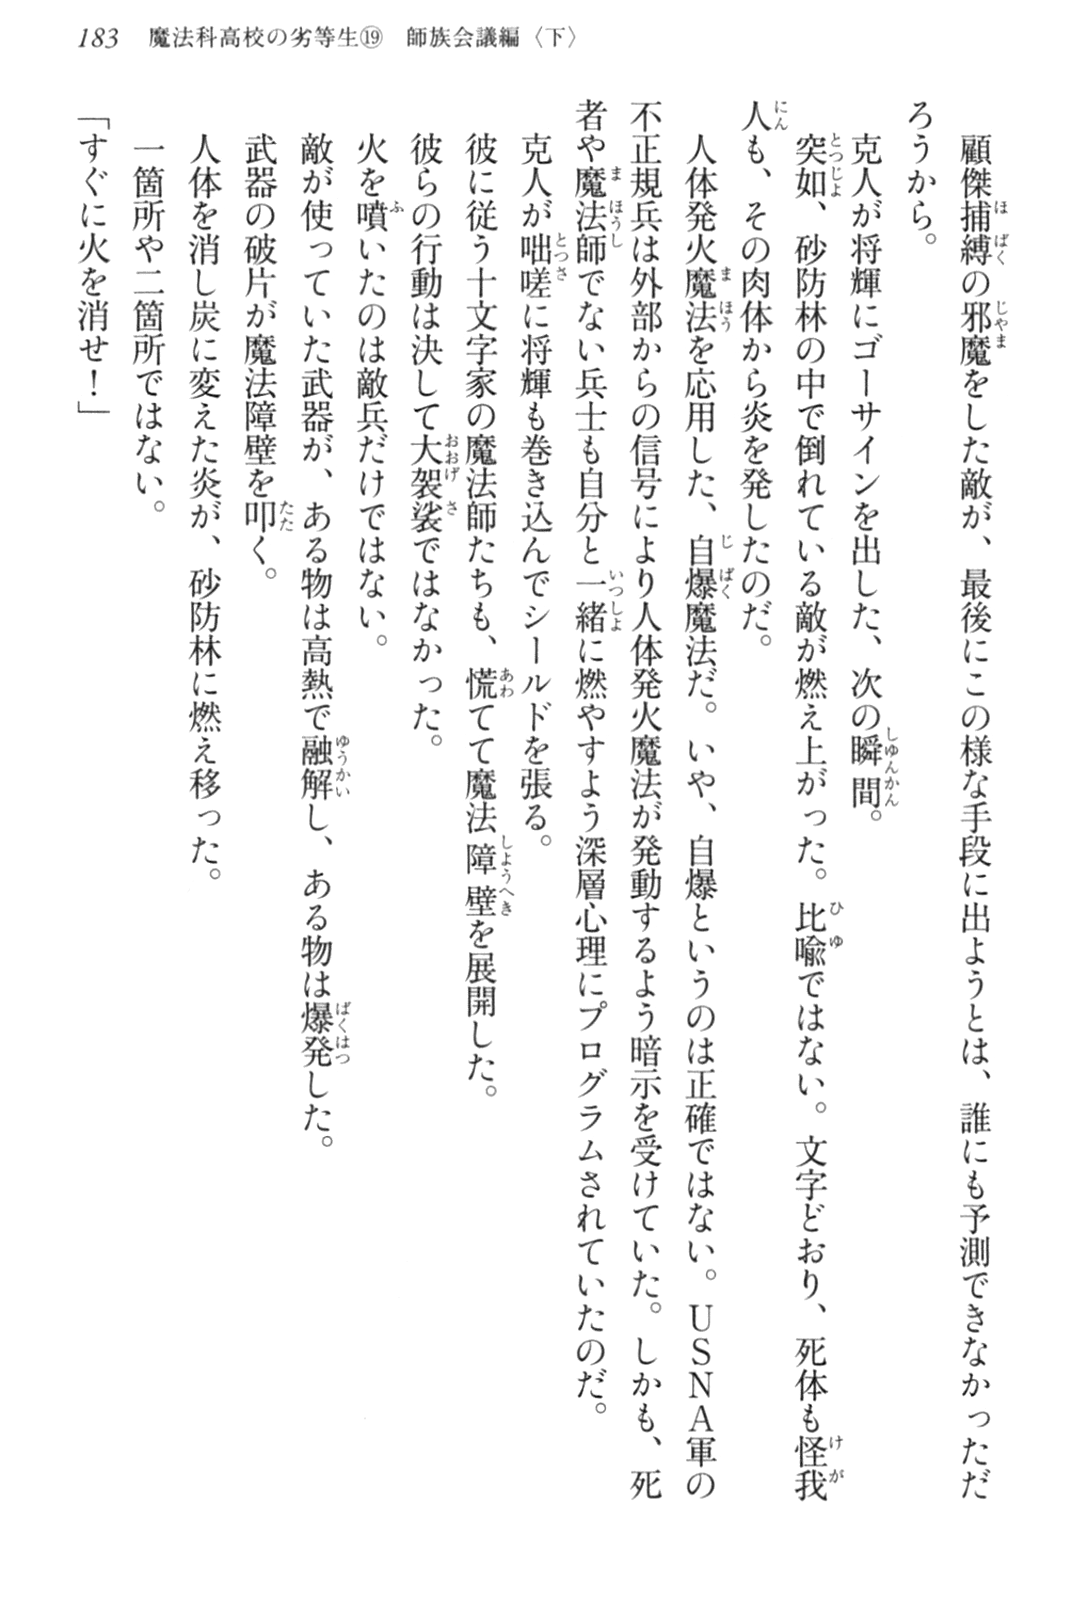 183 魔法科高校の劣等生⑲ 師族会議編〈下〉
顧傑捕縛の邪魔をした敵が、最後にこの様な手段に出ようとは、誰にも予測できなかっただ
ろうから。
克人が将輝にゴーサインを出した、次の瞬間。
突如、砂防林の中で倒れている敵が燃え上がった。比喩ではない。文字どおり、死体も怪我
人も、その肉体から炎を発したのだ。
人体発火魔法を応用した、自爆魔法だ。いや、自爆というのは正確ではない。ＵＳＮＡ軍の
不正規兵は外部からの信号により人体発火魔法が発動するよう暗示を受けていた。しかも、死
者や魔法師でない兵士も自分と一緒に燃やすよう深層心理にプログラムされていたのだ。
克人が咄嗟に将輝も巻き込んでシールドを張る。
彼に従う十文字家の魔法師たちも、慌てて魔法障壁を展開した。
彼らの行動は決して大袈裟ではなかった。
火を噴いたのは敵兵だけではない。
敵が使っていた武器が、ある物は高熱で融解し、ある物は爆発した。
武器の破片が魔法障壁を叩く。
人体を消し炭に変えた炎が、砂防林に燃え移った。
一箇所や二箇所ではない。
「すぐに火を消せ！」